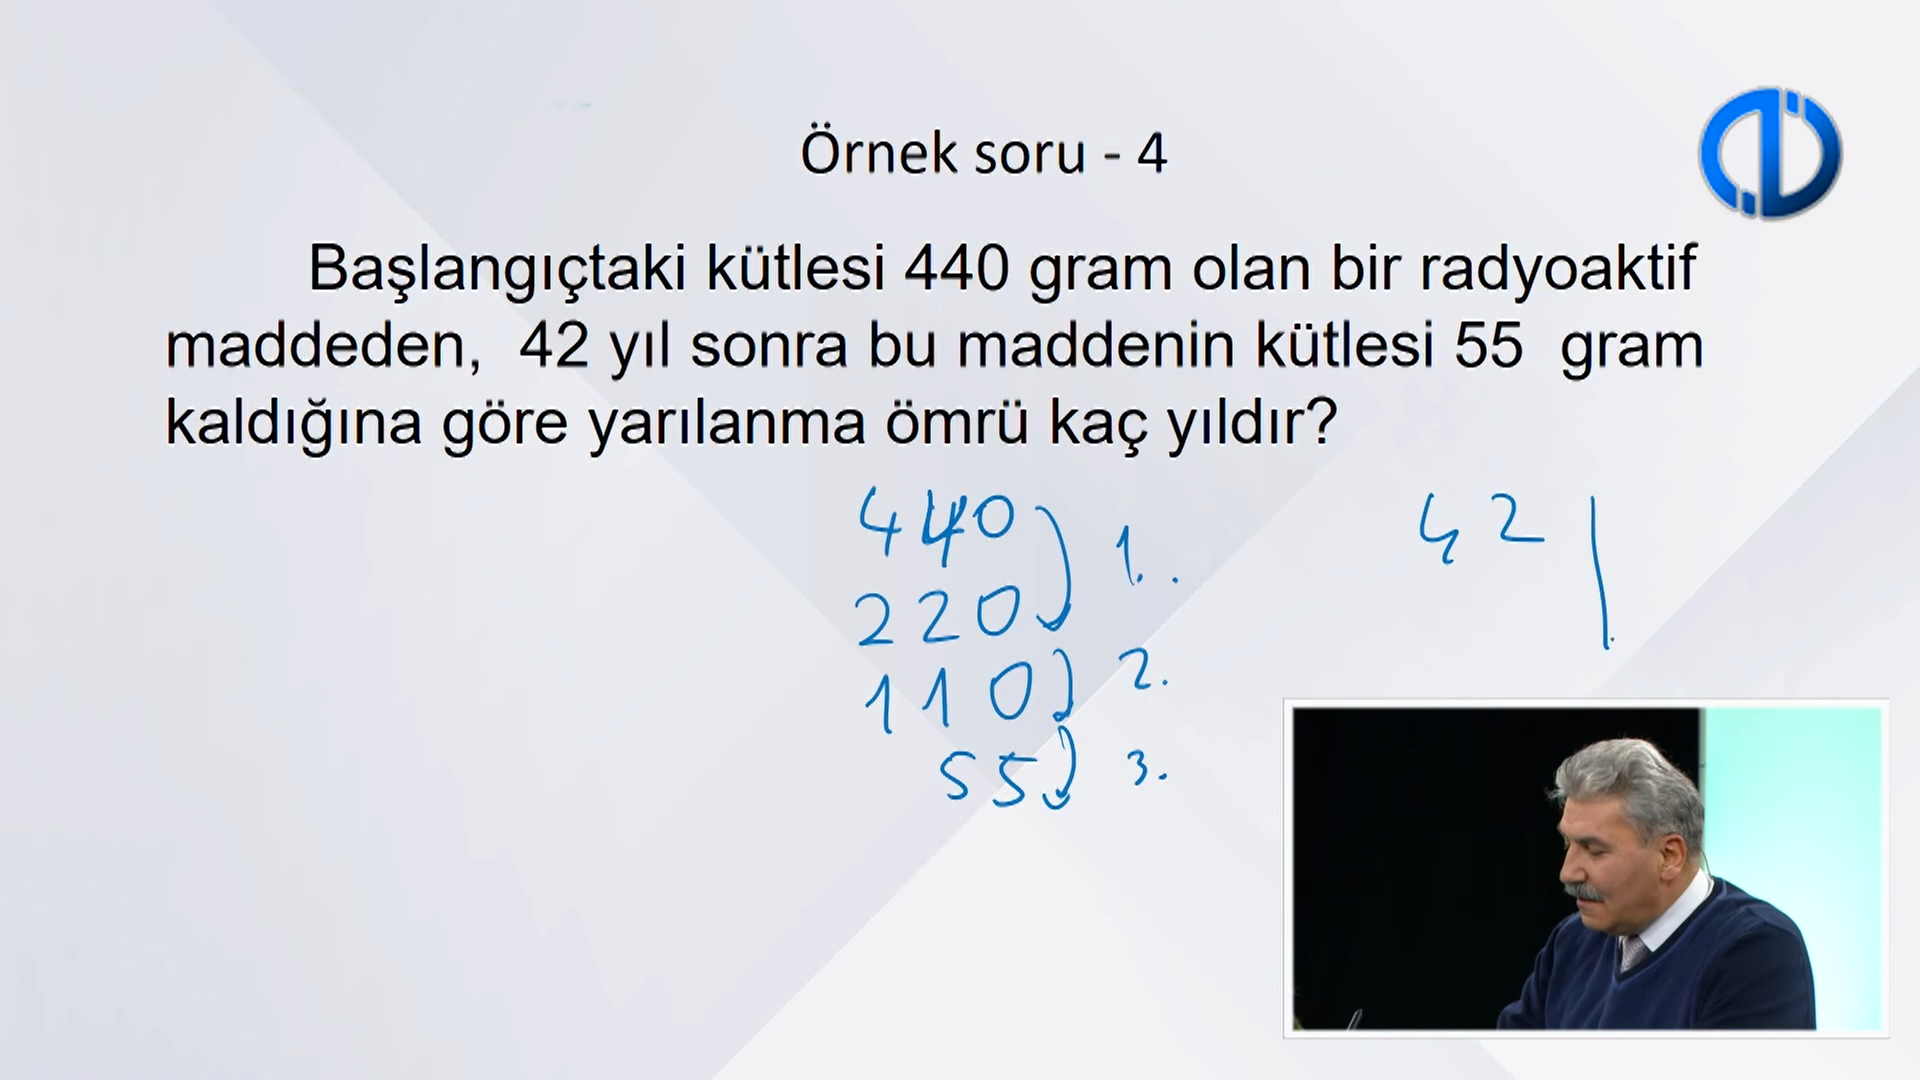 Örnek soru - 4
Başlangıçtaki kütlesi 440 gram olan bir radyoaktif
maddeden, 42 yıl sonra bu maddenin kütlesi 55 gram
kaldığına göre yarılanma ömrü kaç yıldır?
440
1.
42
220
2.
110
3.
55